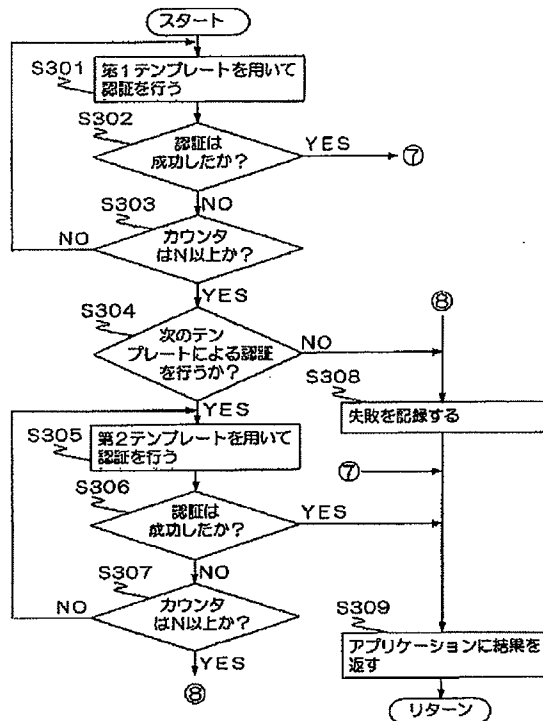 スタート
S301
第1テンプレートを用いて
認証を行う
S302
認証は
成功したか?
YES
⑦
S303
NO
カウンタ
はN以上か?
NO
YES
S304
次のテン
プレートによる認証
を行うか?
NO
⑧
YES
S308
失敗を記録する
S305
第2テンプレートを用いて
認証を行う
⑦
S306
認証は
成功したか?
YES
S307
NO
カウンタ
はN以上か?
NO
YES
⑧
S309
アプリケーションに結果を
返す
リターン